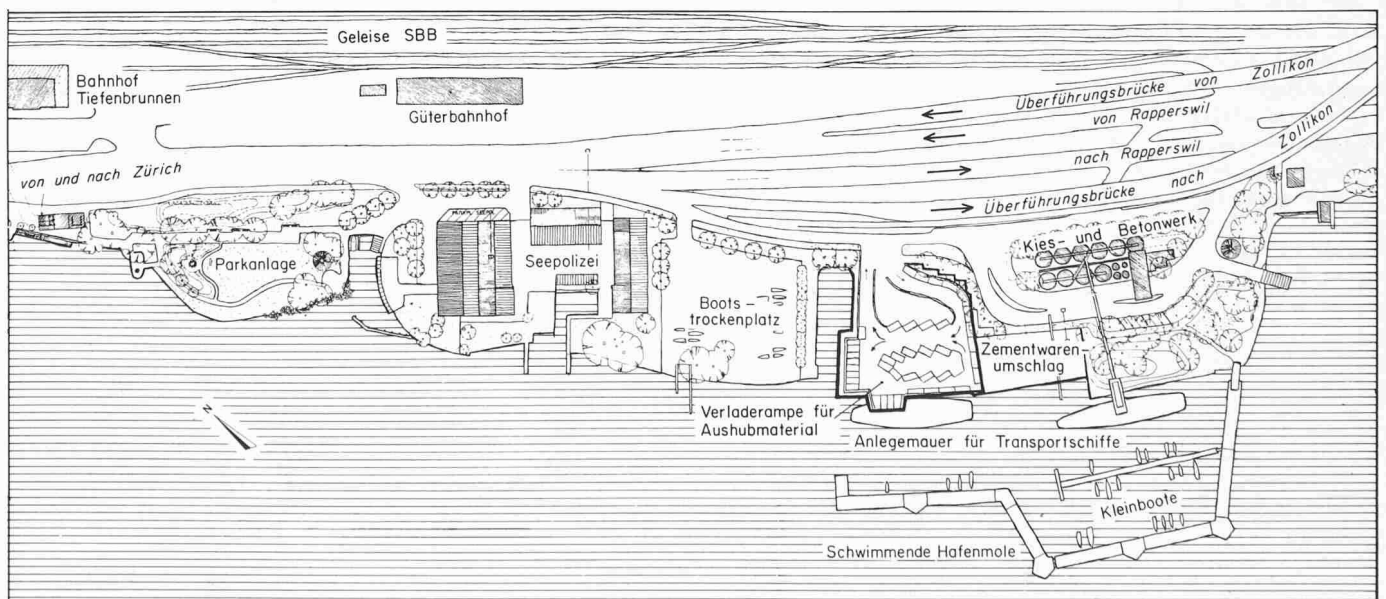 Geleise SBB
Bahnhof
Tiefenbrunnen
Güterbahnhof
Überführungsbrücke von Zollikon
von Rapperswil
nach Rapperswil
Überführungsbrücke nach Zollikon
von und nach Zürich
Parkanlage
Seepolizei
Boots-
trockenplatz
Kies- und Betonwerk
Zementwaren-
umschlag
Verladerampe für
Aushubmaterial
Anlegemauer für Transportschiffe
N
Kleinboote
Schwimmende Hafenmole